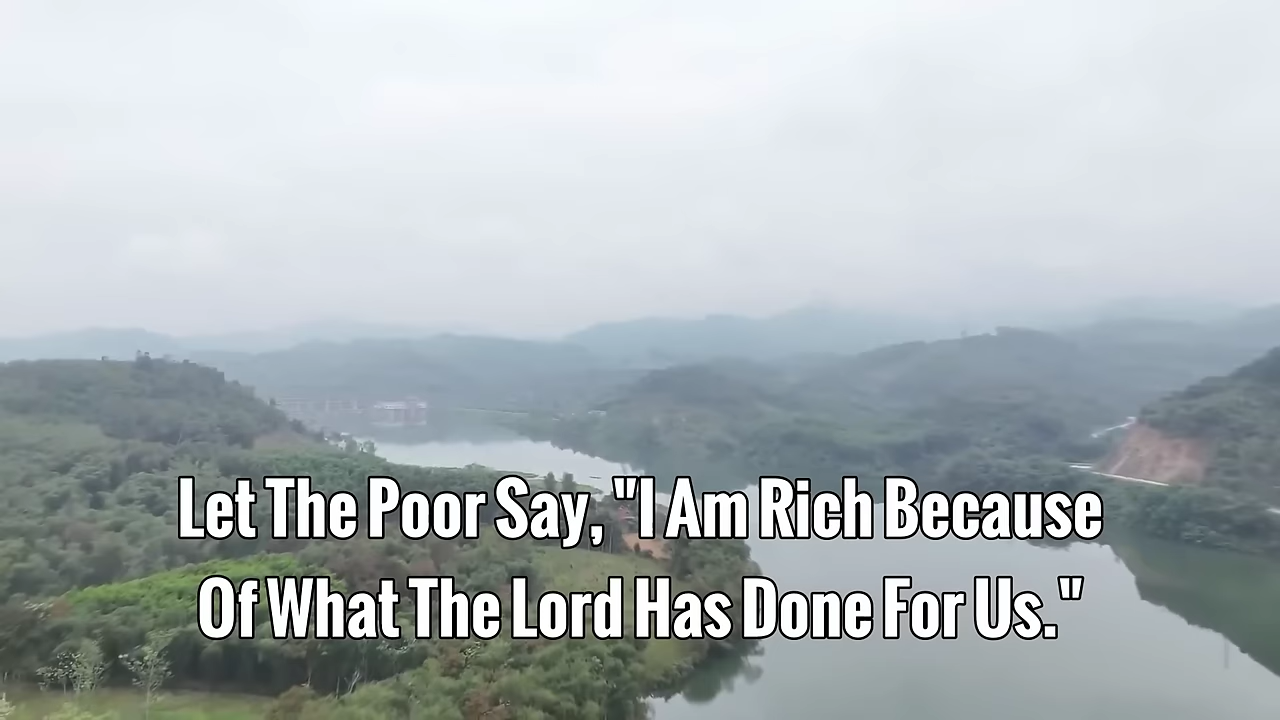 Let The Poor Say, "I Am Rich Because
Of What The Lord Has Done For Us."